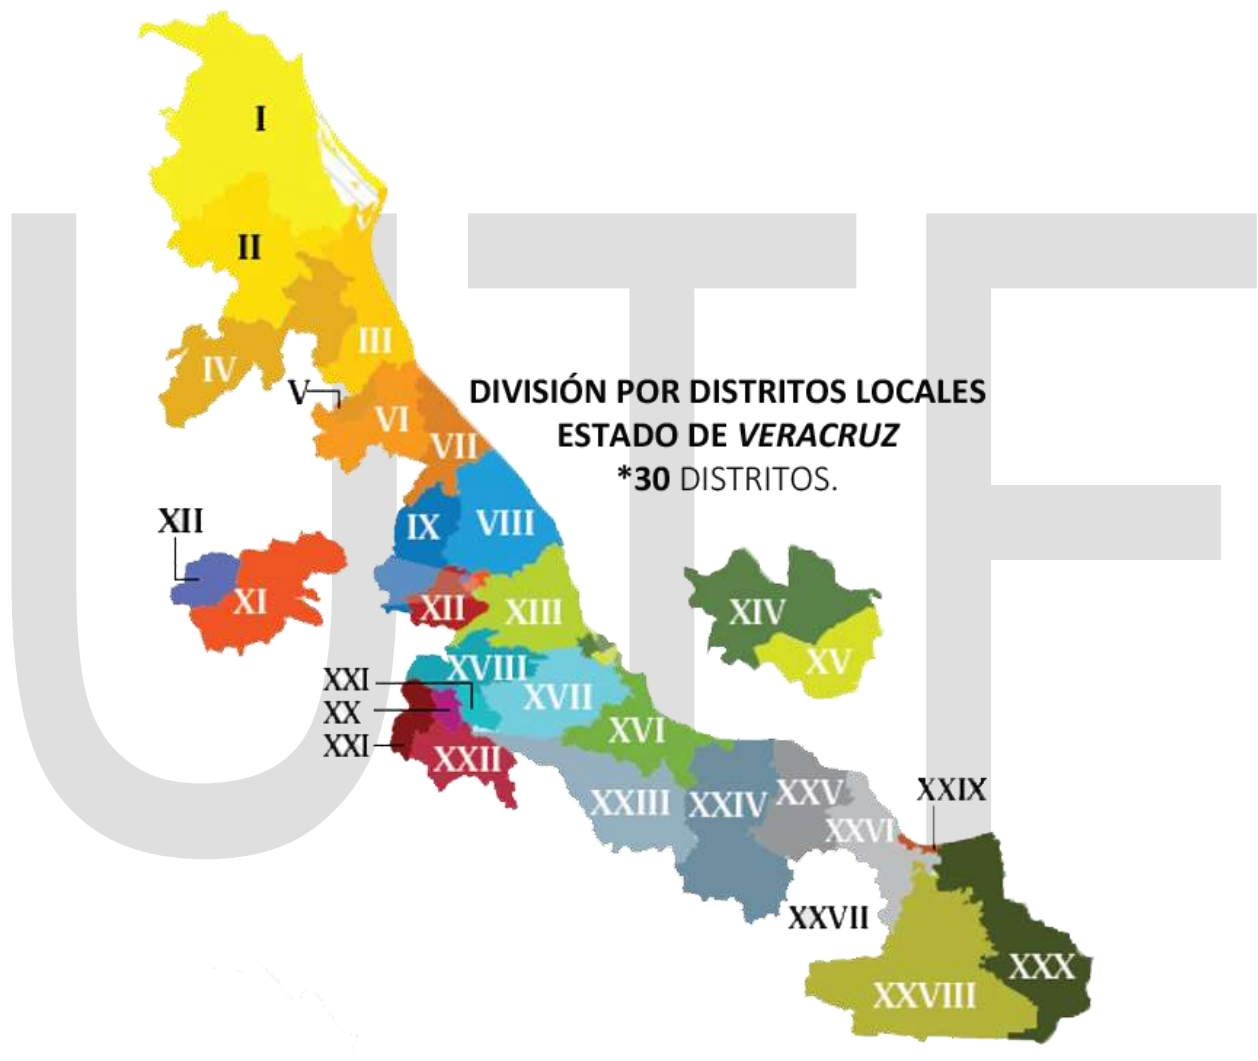 I
II
III
IV
V
VI
DIVISIÓN POR DISTRITOS LOCALES
ESTADO DE VERACRUZ
*30 DISTRITOS.
VII
XII
IX
VIII
XI
XII
XIII
XIV
XV
XVIII
XXI
XVII
XX
XVI
XXI
XXII
XXIII
XXIV
XXV
XXIX
XXVI
XXVII
XXVIII
XXX
UTF